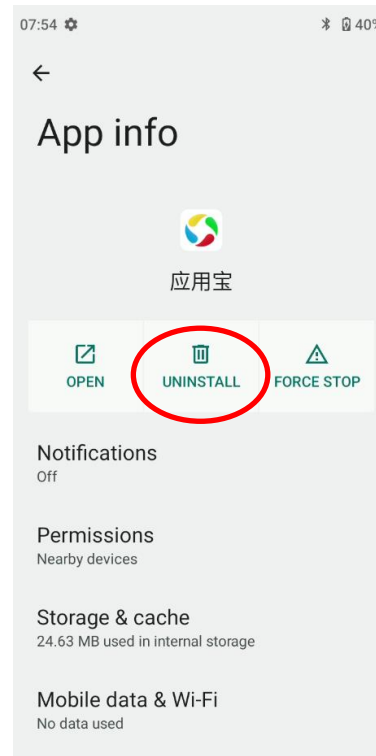 07:54 40%
App info
应用宝
OPEN UNINSTALL FORCE STOP
Notifications
Off
Permissions
Nearby devices
Storage & cache
24.63 MB used in internal storage
Mobile data & Wi-Fi
No data used